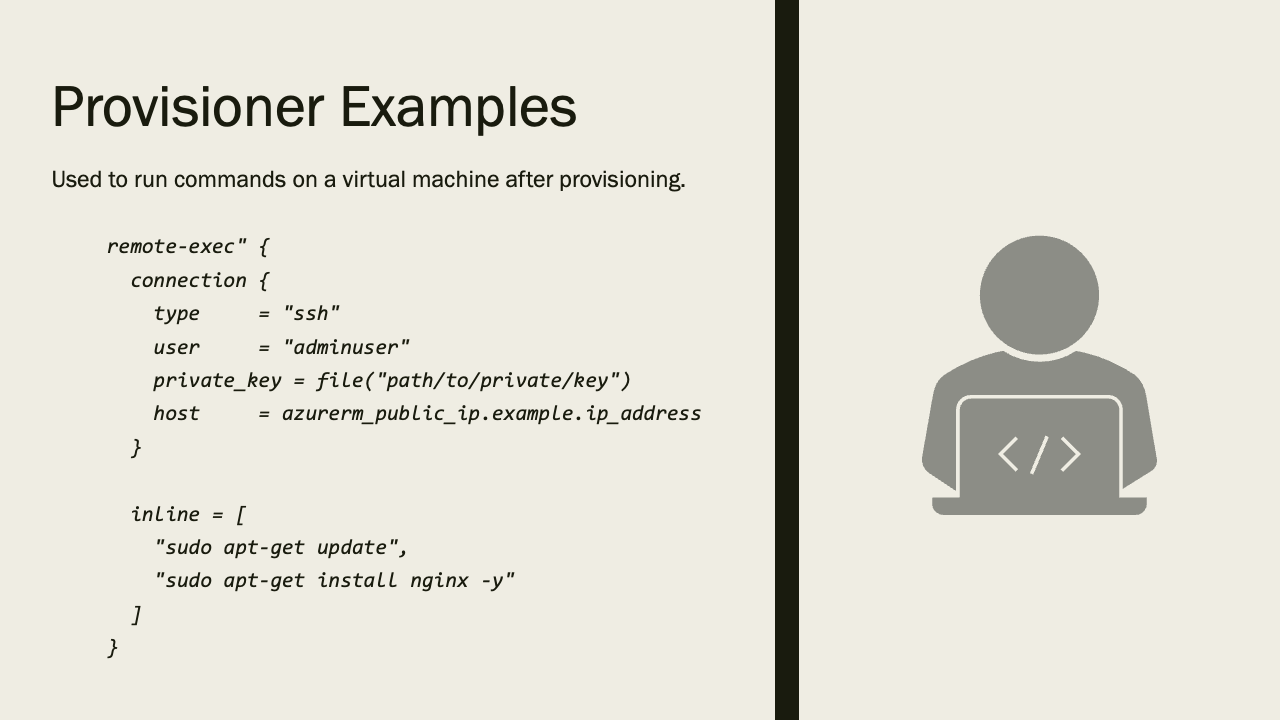 Provisioner Examples
Used to run commands on a virtual machine after provisioning.
remote-exec" {
  connection {
    type     = "ssh"
    user     = "adminuser"
    private_key = file("path/to/private/key")
    host     = azurerm_public_ip.example.ip_address
  }
  inline = [
    "sudo apt-get update",
    "sudo apt-get install nginx -y"
  ]
}
</>